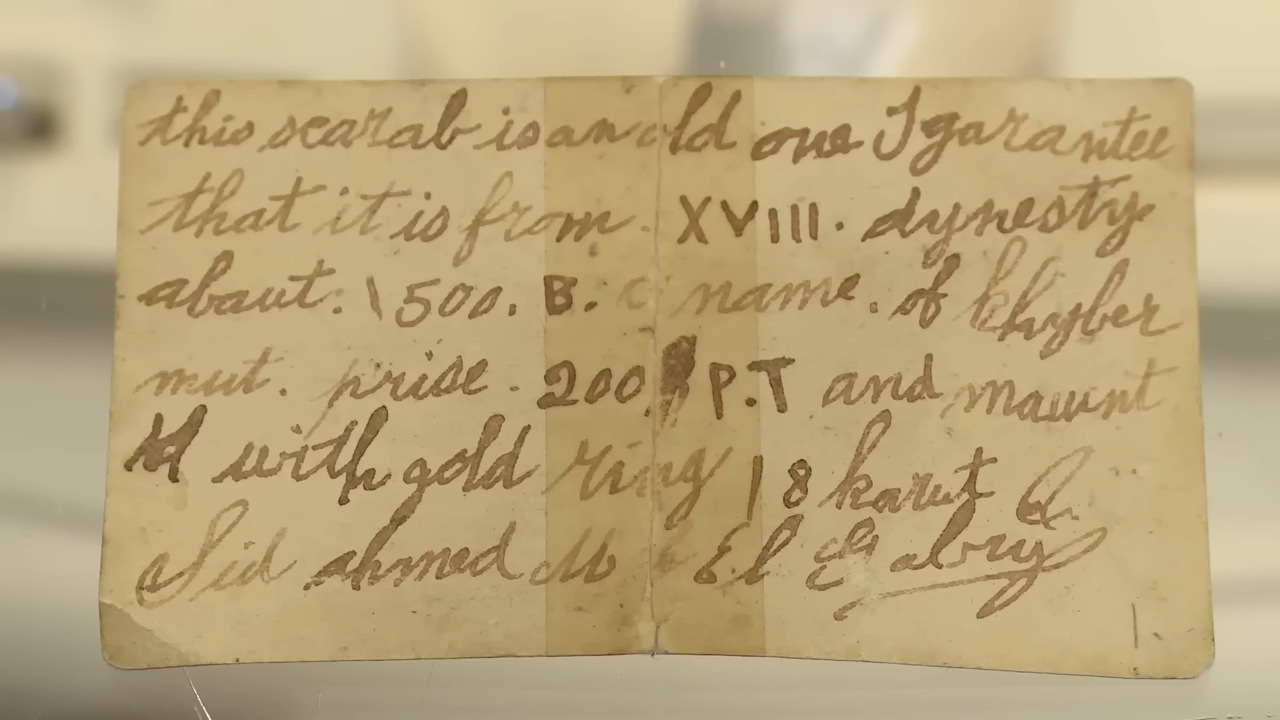 this scarab is an old one I garantee
that it is from. XVIII. dynesty
abaut. 1500. B. C name. of khyber
mut. prise. 200 P.T and mawnt
with gold ring 18 karut
Sid ahmed M El Gabry